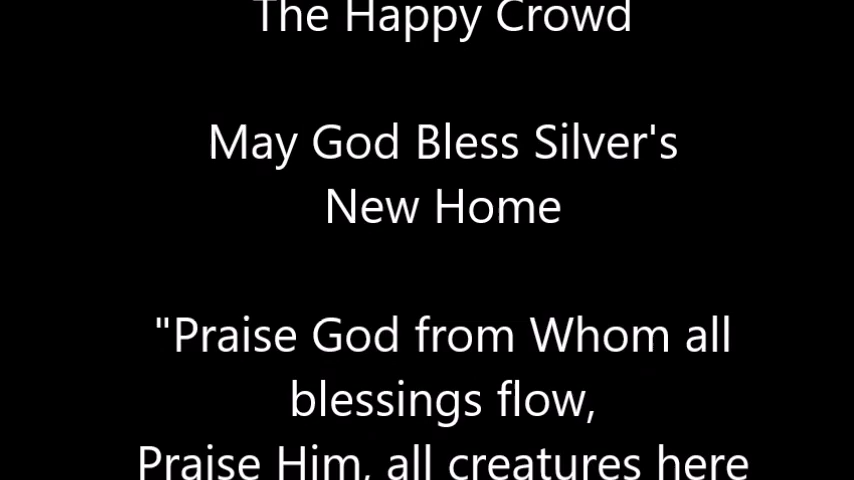 The Happy Crowd
May God Bless Silver's
New Home
"Praise God from Whom all
blessings flow,
Praise Him, all creatures here